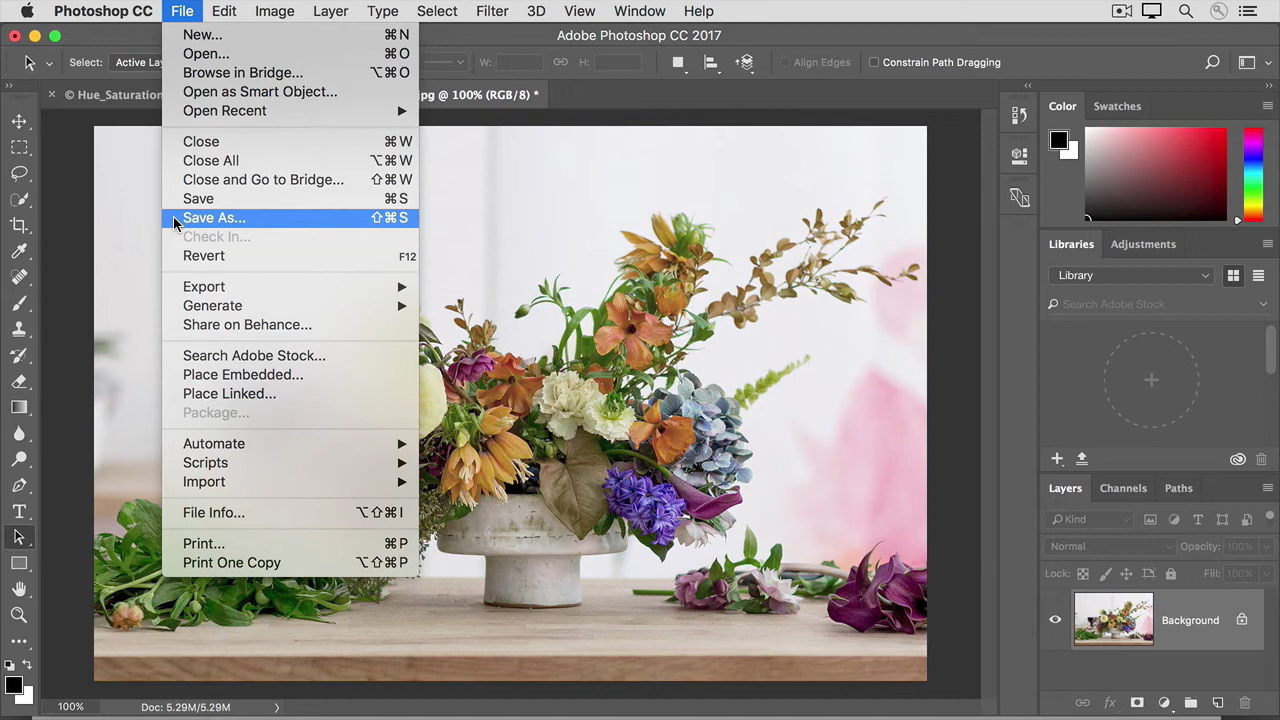 Photoshop CC File Edit Image Layer Type Select Filter 3D View Window Help
Adobe Photoshop CC 2017
Select: Active La W: H: Align Edges Constrain Path Dragging
© Hue_Saturation
jpg @ 100% (RGB/8) *
New... ⌘N
Open... ⌘O
Browse in Bridge... ⌥⌘O
Open as Smart Object...
Open Recent
Close ⌘W
Close All ⌥⌘W
Close and Go to Bridge... ⇧⌘W
Save ⌘S
Save As... ⇧⌘S
Check In...
Revert F12
Export
Generate
Share on Behance...
Search Adobe Stock...
Place Embedded...
Place Linked...
Package...
Automate
Scripts
Import
File Info... ⌥⇧⌘I
Print... ⌘P
Print One Copy ⌥⇧⌘P
Color Swatches
Libraries Adjustments
Library
Search Adobe Stock
Layers Channels Paths
Kind
Normal Opacity: 100%
Lock: Fill: 100%
Background
100% Doc: 5.29M/5.29M